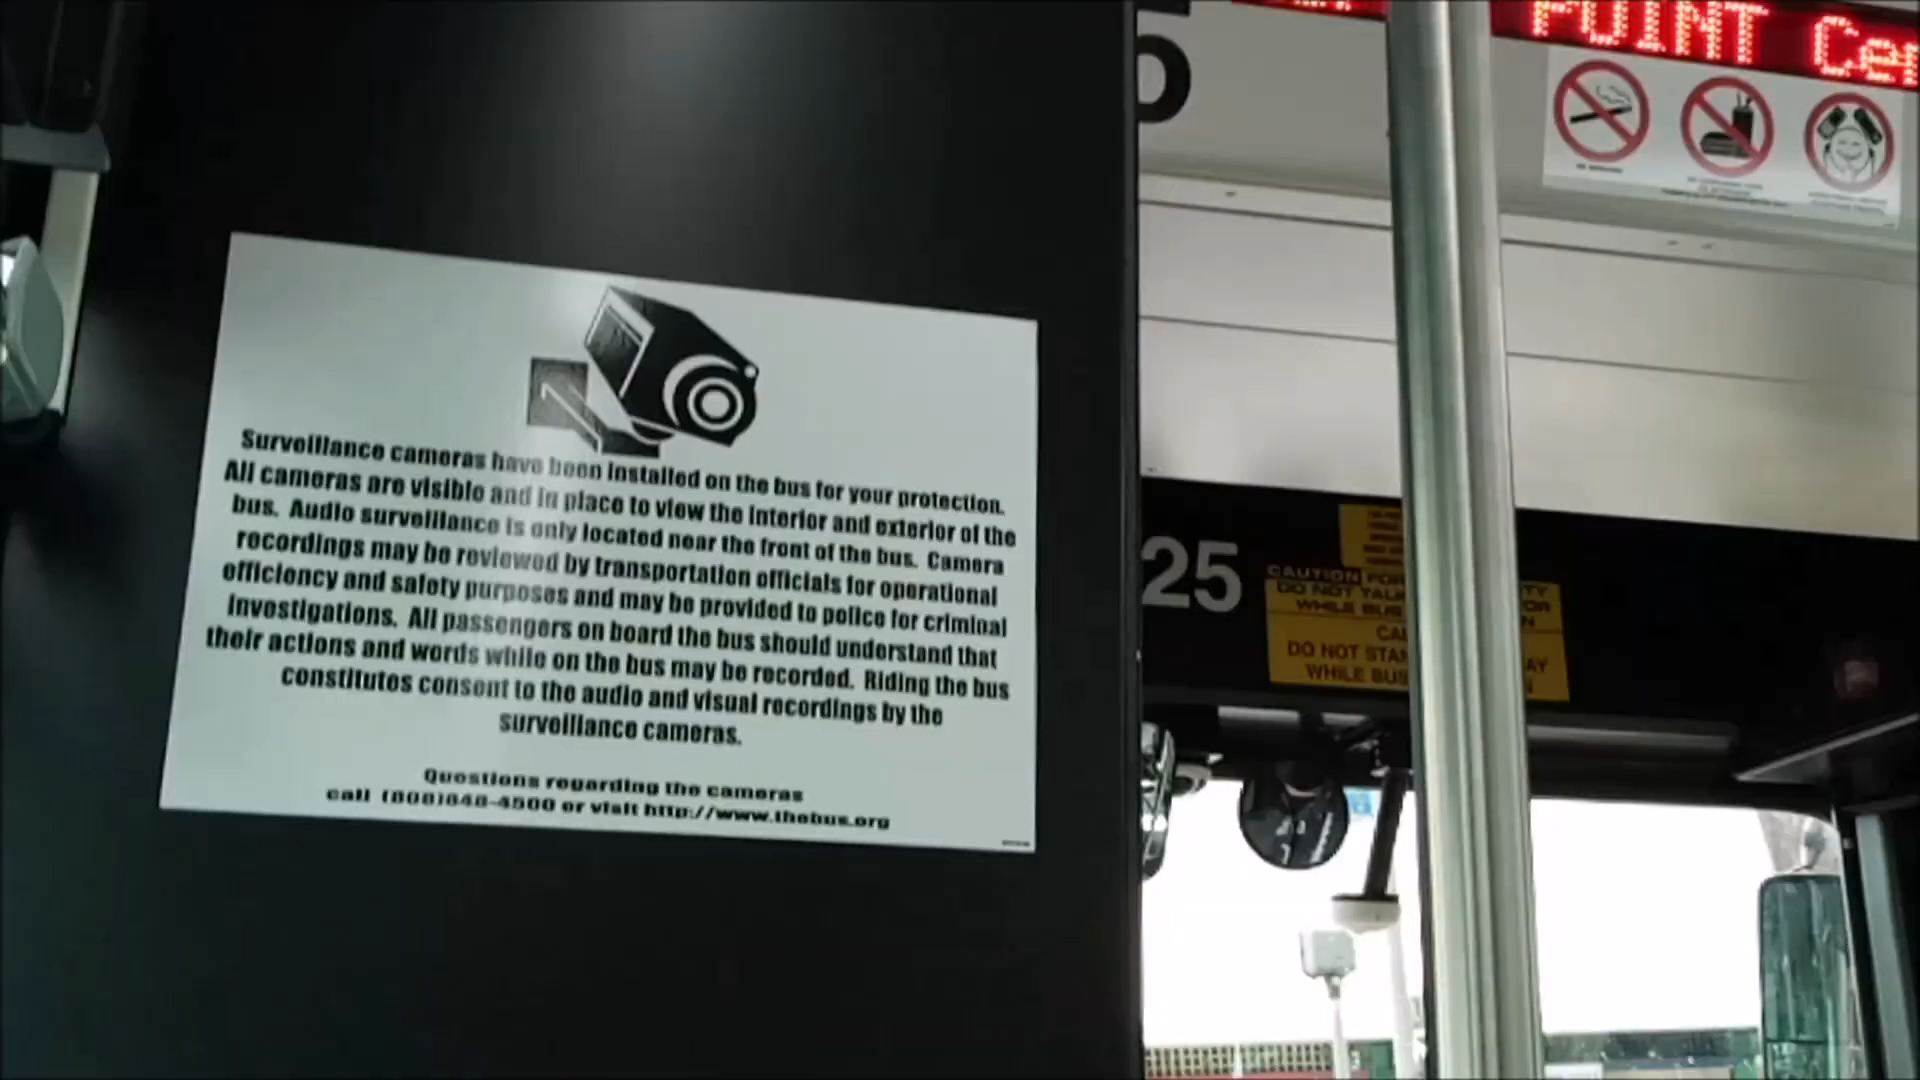 Surveillance cameras have been installed on the bus for your protection.
All cameras are visible and in place to view the interior and exterior of the
bus. Audio surveillance is only located near the front of the bus. Camera
recordings may be reviewed by transportation officials for operational
efficiency and safety purposes and may be provided to police for criminal
investigations. All passengers on board the bus should understand that
their actions and words while on the bus may be recorded. Riding the bus
constitutes consent to the audio and visual recordings by the
surveillance cameras.
Questions regarding the cameras
call (808)848-4500 or visit http://www.thebus.org
POINT Ce
NO SMOKING
25
CAUTION FOR
DO NOT TALK
WHILE BUS
DO NOT STAN
WHILE BUS